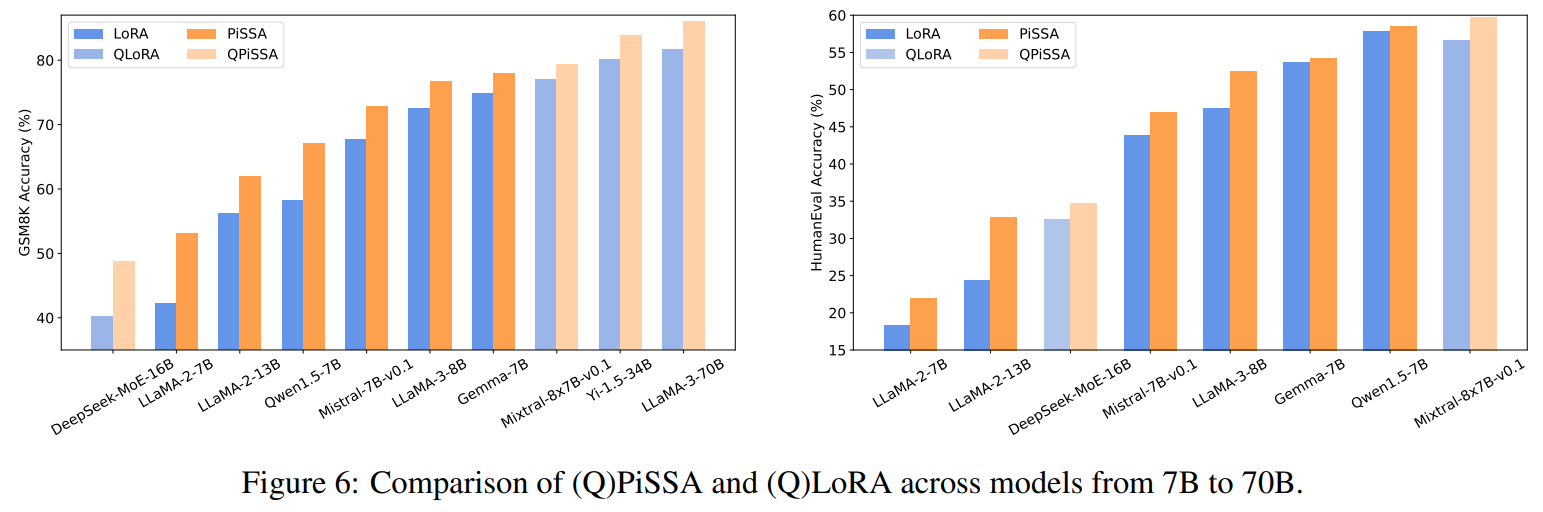 GSM8K Accuracy (%)
80
70
60
50
40
LoRA
QLoRA
PiSSA
QPiSSA
DeepSeek-MoE-16B
LLaMA-2-7B
LLaMA-2-13B
Qwen1.5-7B
Mistral-7B-v0.1
LLaMA-3-8B
Gemma-7B
Mixtral-8x7B-v0.1
Yi-1.5-34B
LLaMA-3-70B
HumanEval Accuracy (%)
60
55
50
45
40
35
30
25
20
15
LoRA
QLoRA
PiSSA
QPiSSA
LLaMA-2-7B
LLaMA-2-13B
DeepSeek-MoE-16B
Mistral-7B-v0.1
LLaMA-3-8B
Gemma-7B
Qwen1.5-7B
Mixtral-8x7B-v0.1
Figure 6: Comparison of (Q)PiSSA and (Q)LoRA across models from 7B to 70B.